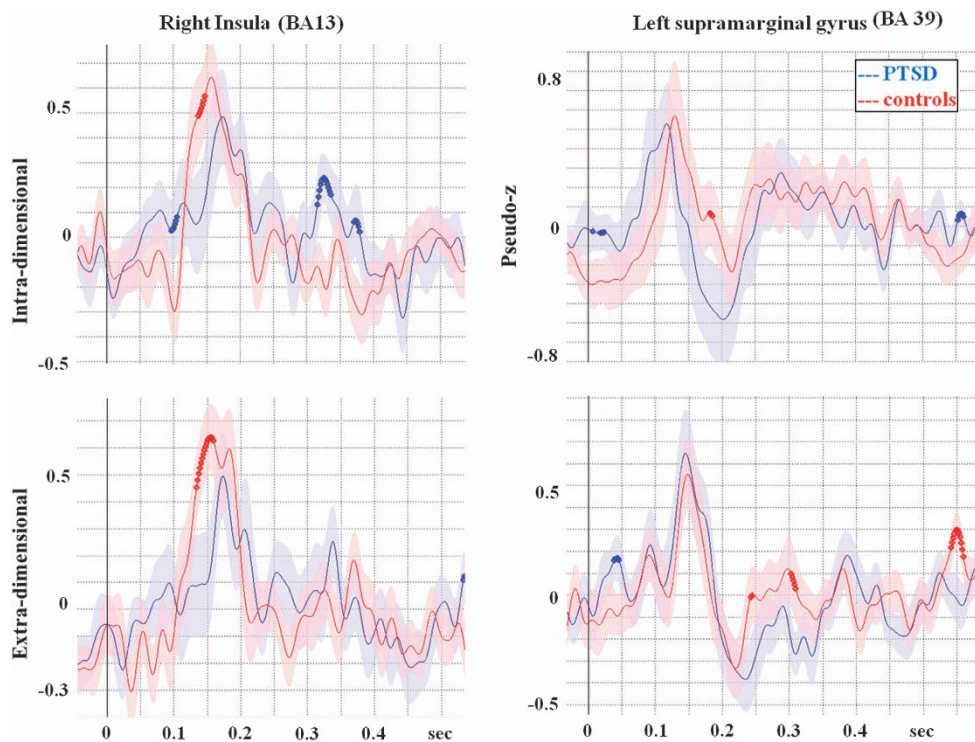 Right Insula (BA13)
Left supramarginal gyrus (BA 39)
Intra-dimensional
0.5
0
-0.5
Pseudo-z
0.8
0
-0.8
PTSD
controls
Extra-dimensional
0.5
0
-0.3
0 0.1 0.2 0.3 0.4 sec
0.5
0
-0.5
0 0.1 0.2 0.3 0.4 sec